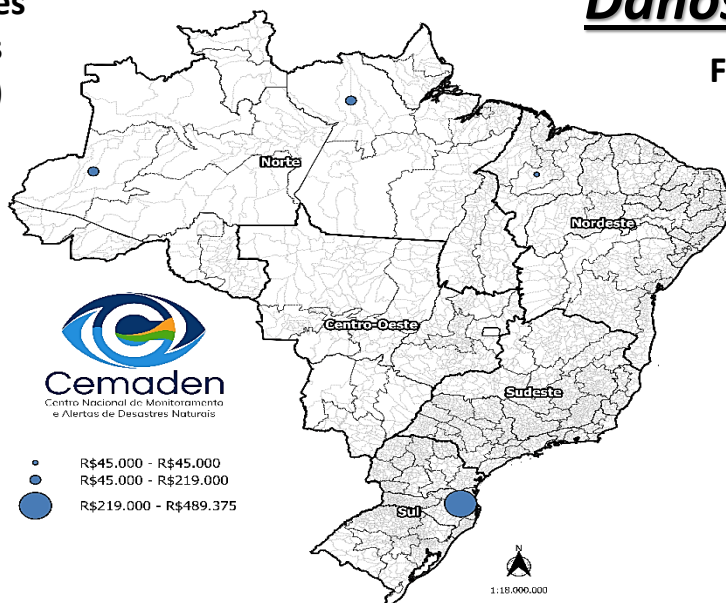 es
s
)
Danos
F
Norte
Nordeste
Centro-Oeste
Sudeste
Sul
Cemaden
Centro Nacional de Monitoramento
e Alertas de Desastres Naturais
R$45.000 - R$45.000
R$45.000 - R$219.000
R$219.000 - R$489.375
N
1:18.000.000